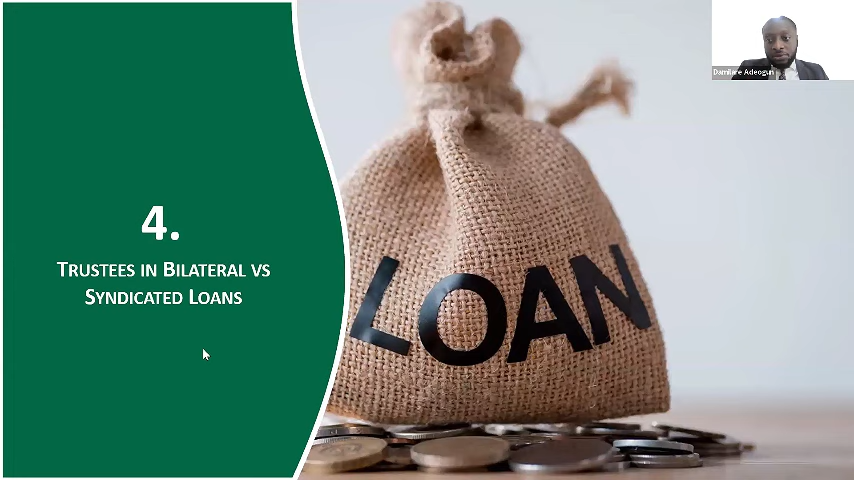 4.
TRUSTEES IN BILATERAL VS
SYNDICATED LOANS
LOAN
Damilare Adeogun